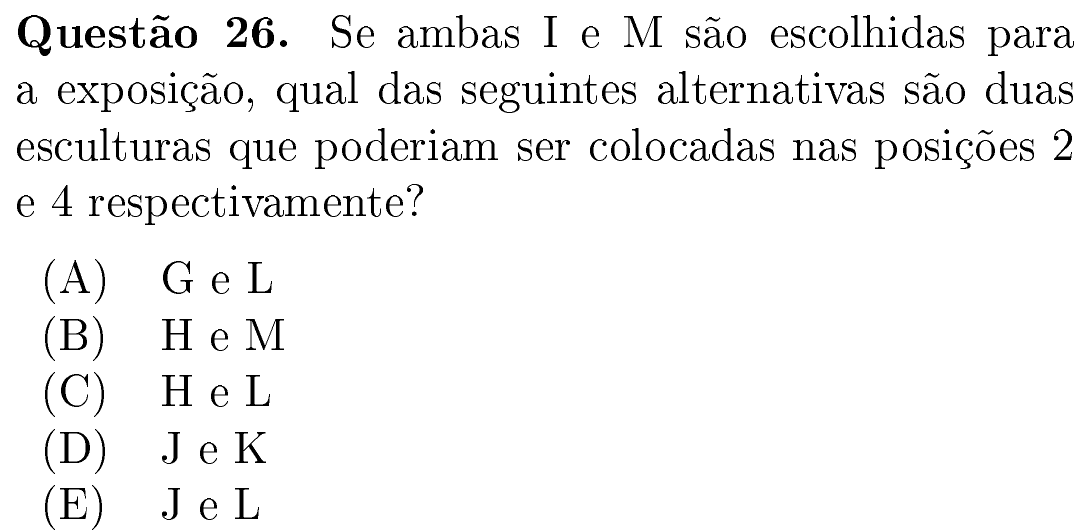 Questão 26. Se ambas I e M são escolhidas para
a exposição, qual das seguintes alternativas são duas
esculturas que poderiam ser colocadas nas posições 2
e 4 respectivamente?
(A) G e L
(B) H e M
(C) H e L
(D) J e K
(E) J e L